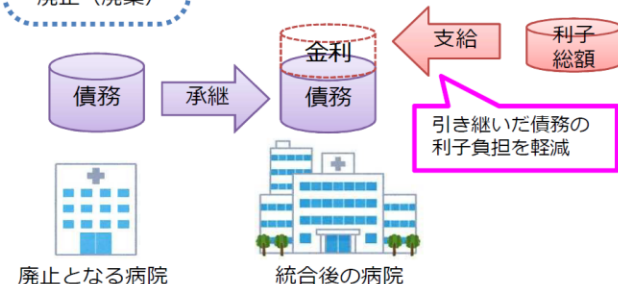 廃止（廃業）
金利
支給
利子
総額
債務
承継
債務
引き継いだ債務の
利子負担を軽減
廃止となる病院
統合後の病院